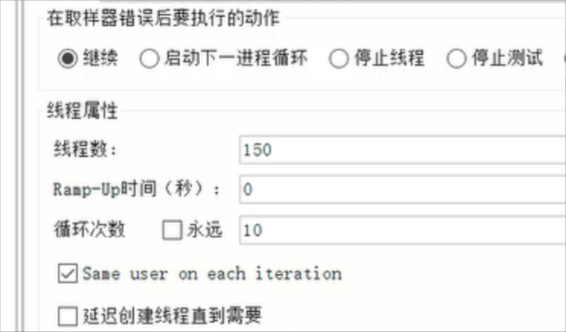 在取样器错误后要执行的动作
继续 启动下一进程循环 停止线程 停止测试
线程属性
线程数： 150
Ramp-Up时间（秒）： 0
循环次数 永远 10
Same user on each iteration
延迟创建线程直到需要